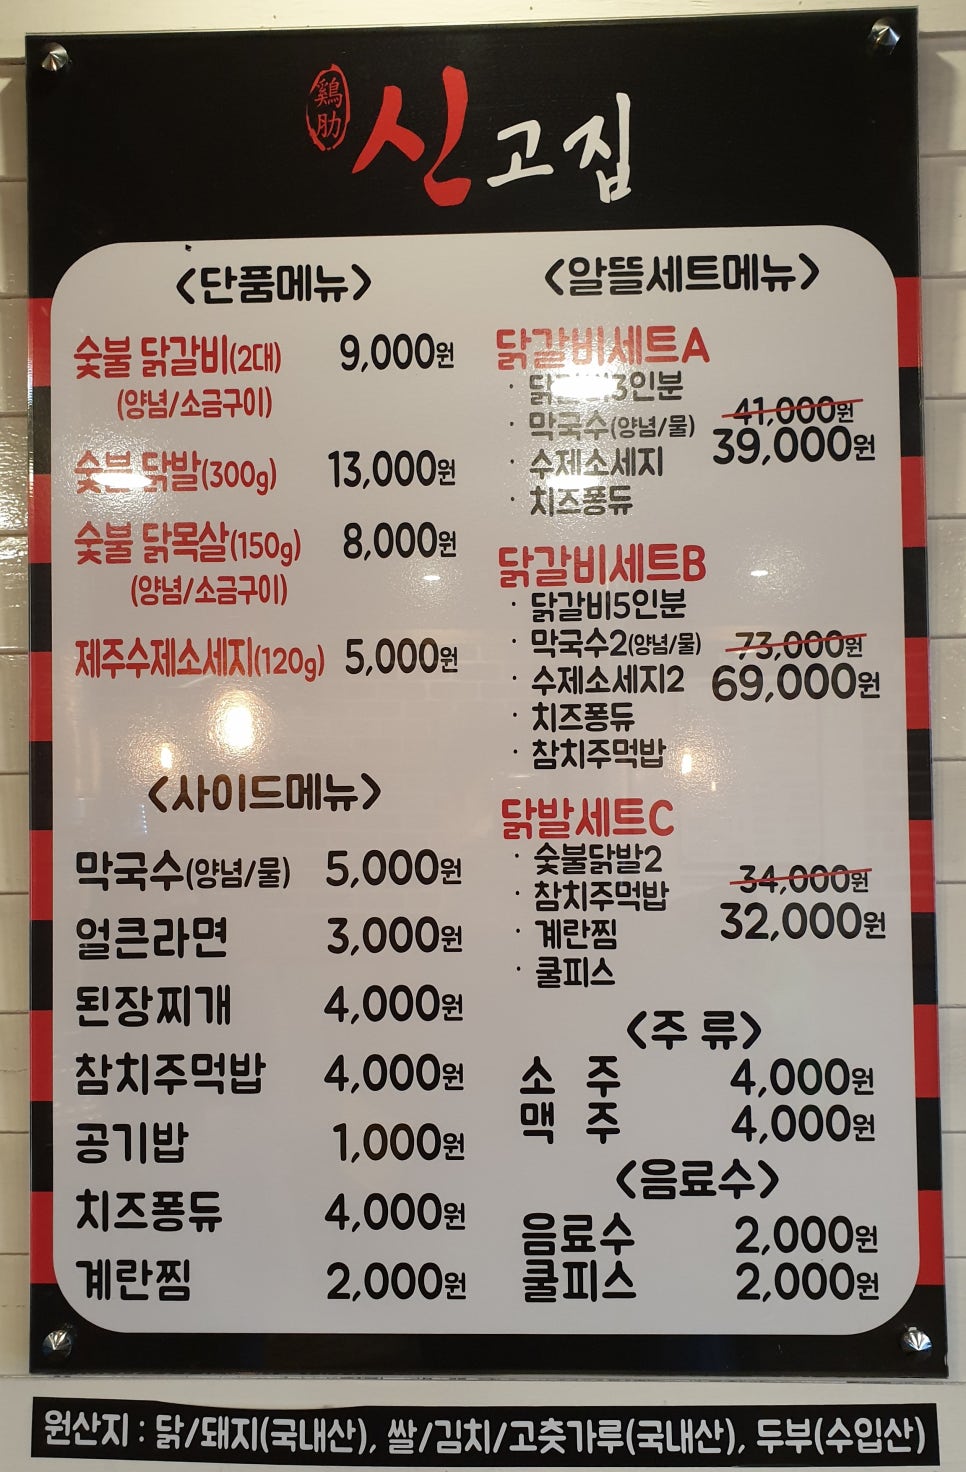 鷄肋
신고집
<단품메뉴>
숯불 닭갈비(2대) 9,000원
(양념/소금구이)
숯불 닭발(300g) 13,000원
숯불 닭목살(150g) 8,000원
(양념/소금구이)
제주수제소세지(120g) 5,000원
<사이드메뉴>
막국수(양념/물) 5,000원
얼큰라면 3,000원
된장찌개 4,000원
참치주먹밥 4,000원
공기밥 1,000원
치즈퐁듀 4,000원
계란찜 2,000원
<알뜰세트메뉴>
닭갈비세트A
· 닭갈비3인분
· 막국수(양념/물)
· 수제소세지
· 치즈퐁듀
41,000원
39,000원
닭갈비세트B
· 닭갈비5인분
· 막국수2(양념/물)
· 수제소세지2
· 치즈퐁듀
· 참치주먹밥
73,000원
69,000원
닭발세트C
· 숯불닭발2
· 참치주먹밥
· 계란찜
· 쿨피스
34,000원
32,000원
<주 류>
소 주 4,000원
맥 주 4,000원
<음료수>
음료수 2,000원
쿨피스 2,000원
원산지 : 닭/돼지(국내산), 쌀/김치/고춧가루(국내산), 두부(수입산)